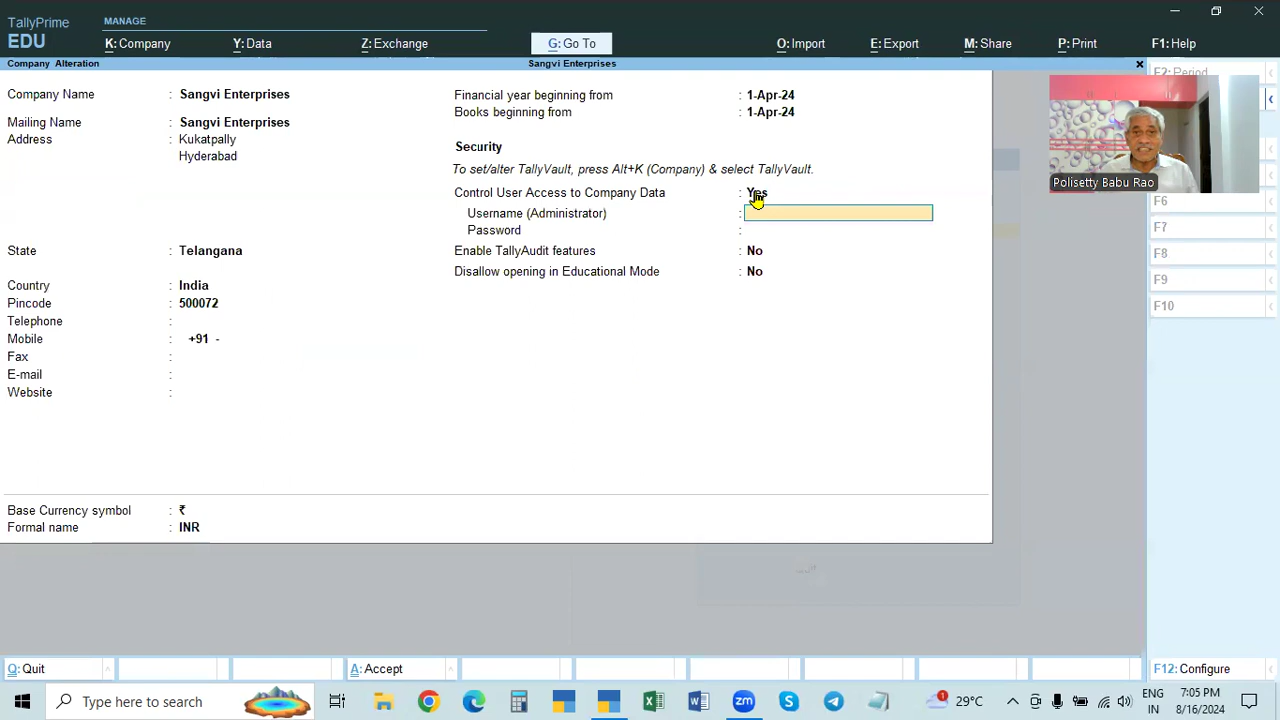 TallyPrime
EDU
MANAGE
K: Company
Y: Data
Z: Exchange
G: Go To
O: Import
E: Export
M: Share
P: Print
F1: Help
Company Alteration
Sangvi Enterprises
F2: Period
Company Name : Sangvi Enterprises
Mailing Name : Sangvi Enterprises
Address : Kukatpally
Hyderabad
State : Telangana
Country : India
Pincode : 500072
Telephone :
Mobile : +91 -
Fax :
E-mail :
Website :
Base Currency symbol : ₹
Formal name : INR
Financial year beginning from : 1-Apr-24
Books beginning from : 1-Apr-24
Security
To set/alter TallyVault, press Alt+K (Company) & select TallyVault.
Control User Access to Company Data : Yes
Username (Administrator) :
Password :
Enable TallyAudit features : No
Disallow opening in Educational Mode : No
Polisetty Babu Rao
F6
F7
F8
F9
F10
Q: Quit
A: Accept
F12: Configure
Type here to search
1
29°C
ENG
IN
7:05 PM
8/16/2024